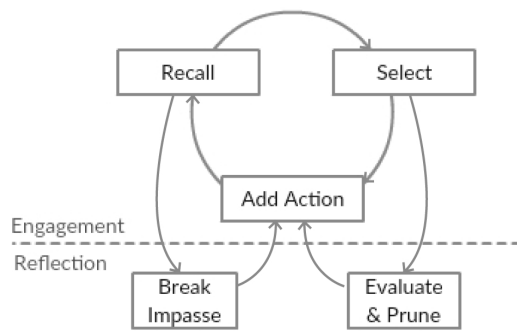 Recall
Select
Add Action
Engagement
Reflection
Break
Impasse
Evaluate
& Prune